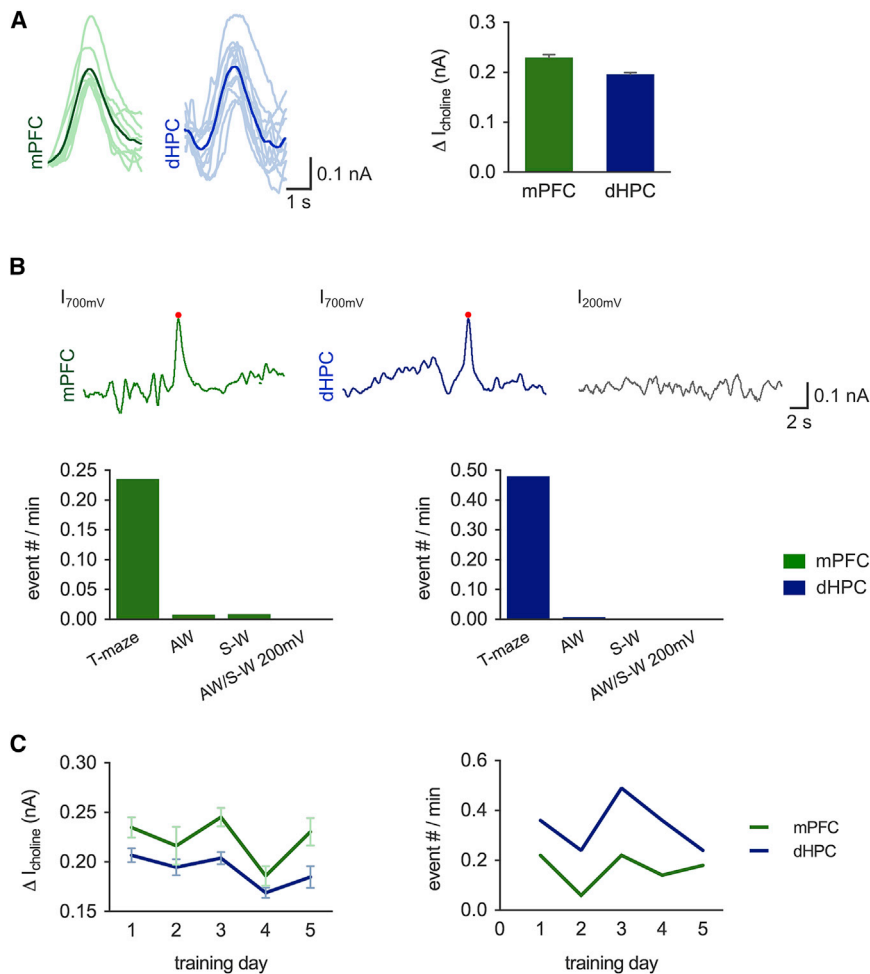 A
mPFC
dHPC
0.1 nA
1 s
Δ Icholine (nA)
0.3
0.2
0.1
0.0
mPFC
dHPC
B
I700mV
I700mV
I200mV
mPFC
dHPC
0.1 nA
2 s
event # / min
0.25
0.20
0.15
0.10
0.05
0.00
T-maze
AW
S-W
AW/S-W 200mV
event # / min
0.50
0.40
0.30
0.20
0.10
0.00
T-maze
AW
S-W
AW/S-W 200mV
mPFC
dHPC
C
Δ Icholine (nA)
0.30
0.25
0.20
0.15
1 2 3 4 5
training day
event # / min
0.6
0.4
0.2
0.0
0 1 2 3 4 5
training day
mPFC
dHPC